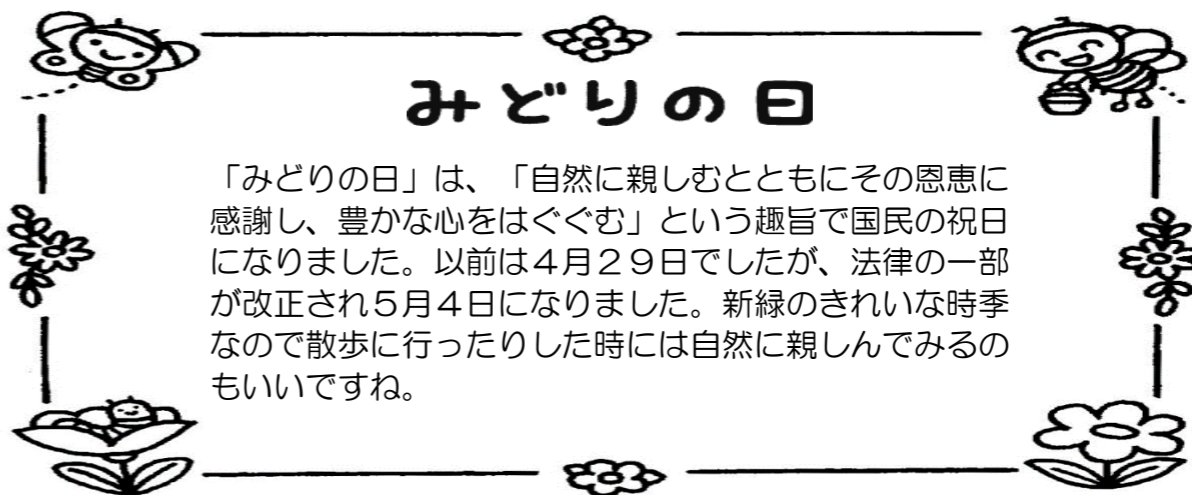 みどりの日
「みどりの日」は、「自然に親しむとともにその恩恵に
感謝し、豊かな心をはぐぐむ」という趣旨で国民の祝日
になりました。以前は４月２９日でしたが、法律の一部
が改正され５月４日になりました。新緑のきれいな時季
なので散歩に行ったりした時には自然に親しんでみるの
もいいですね。